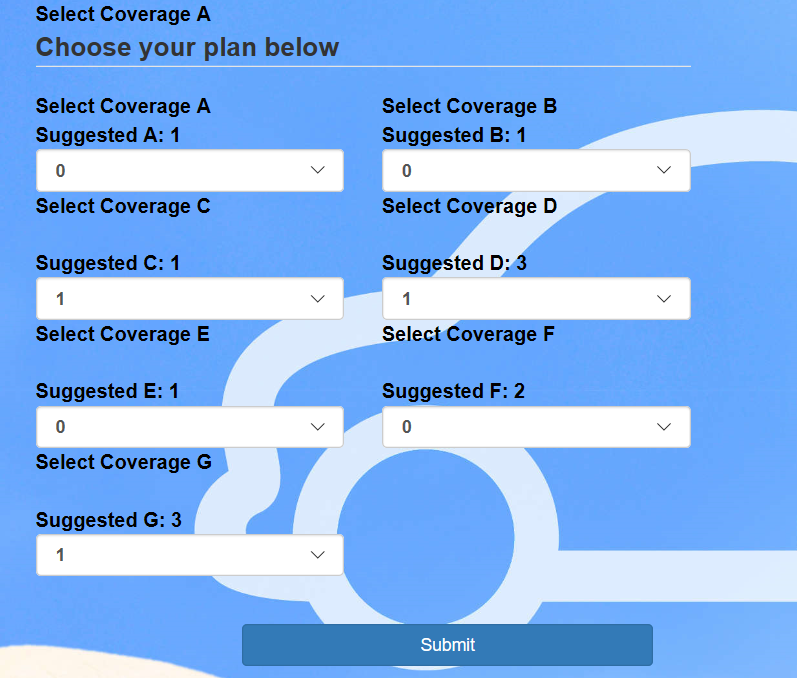 Select Coverage A
Choose your plan below
Select Coverage A
Suggested A: 1
0
Select Coverage B
Suggested B: 1
0
Select Coverage C
Suggested C: 1
1
Select Coverage D
Suggested D: 3
1
Select Coverage E
Suggested E: 1
0
Select Coverage F
Suggested F: 2
0
Select Coverage G
Suggested G: 3
1
Submit